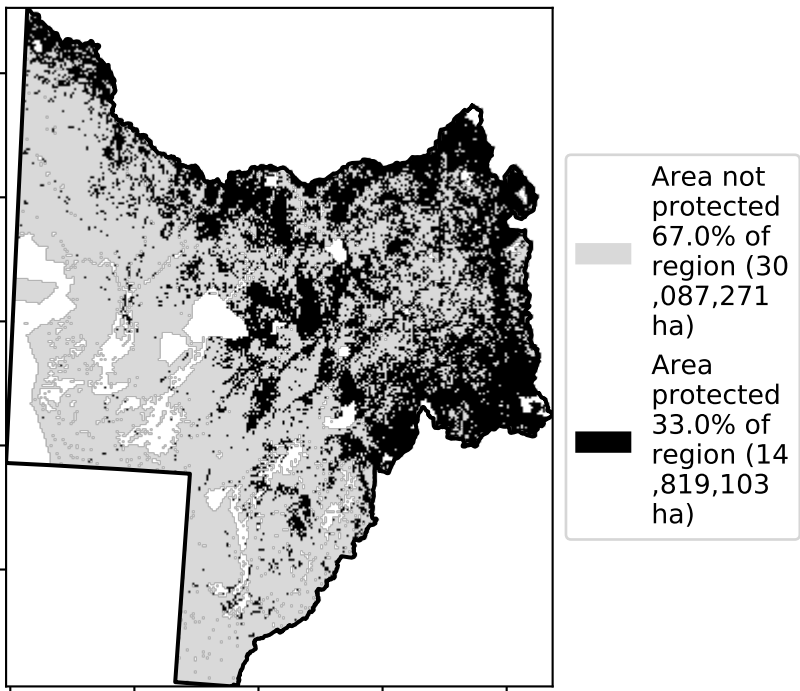 Area not
protected
67.0% of
region (30
,087,271
ha)
Area
protected
33.0% of
region (14
,819,103
ha)